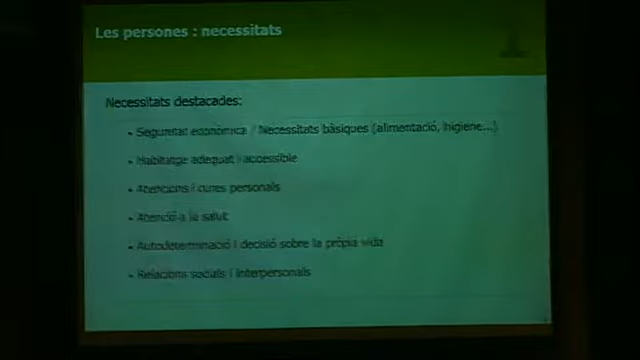 Les persones : necessitats
Necessitats destacades:
- Seguretat econòmica / Necessitats bàsiques (alimentació, higiene...)
- Habitatge adequat i accessible
- Atencions i cures personals
- Atenció a la salut
- Autodeterminació i decisió sobre la pròpia vida
- Relacions socials i interpersonals